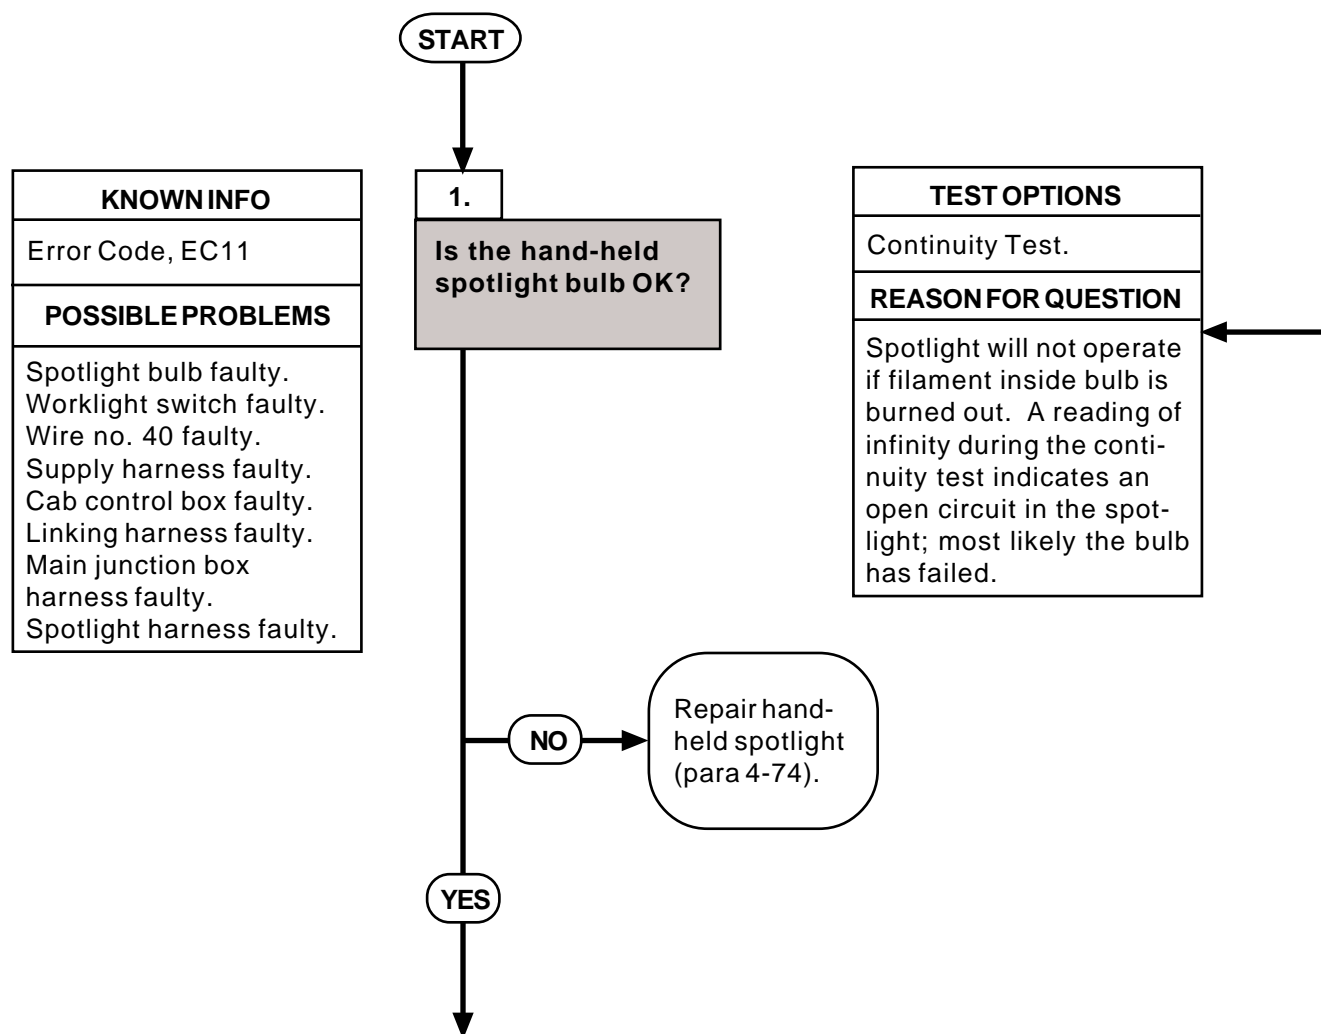 START
KNOWN INFO
Error Code, EC11
POSSIBLE PROBLEMS
Spotlight bulb faulty.
Worklight switch faulty.
Wire no. 40 faulty.
Supply harness faulty.
Cab control box faulty.
Linking harness faulty.
Main junction box
harness faulty.
Spotlight harness faulty.
1.
Is the hand-held
spotlight bulb OK?
TEST OPTIONS
Continuity Test.
REASON FOR QUESTION
Spotlight will not operate
if filament inside bulb is
burned out. A reading of
infinity during the conti-
nuity test indicates an
open circuit in the spot-
light; most likely the bulb
has failed.
NO
Repair hand-
held spotlight
(para 4-74).
YES